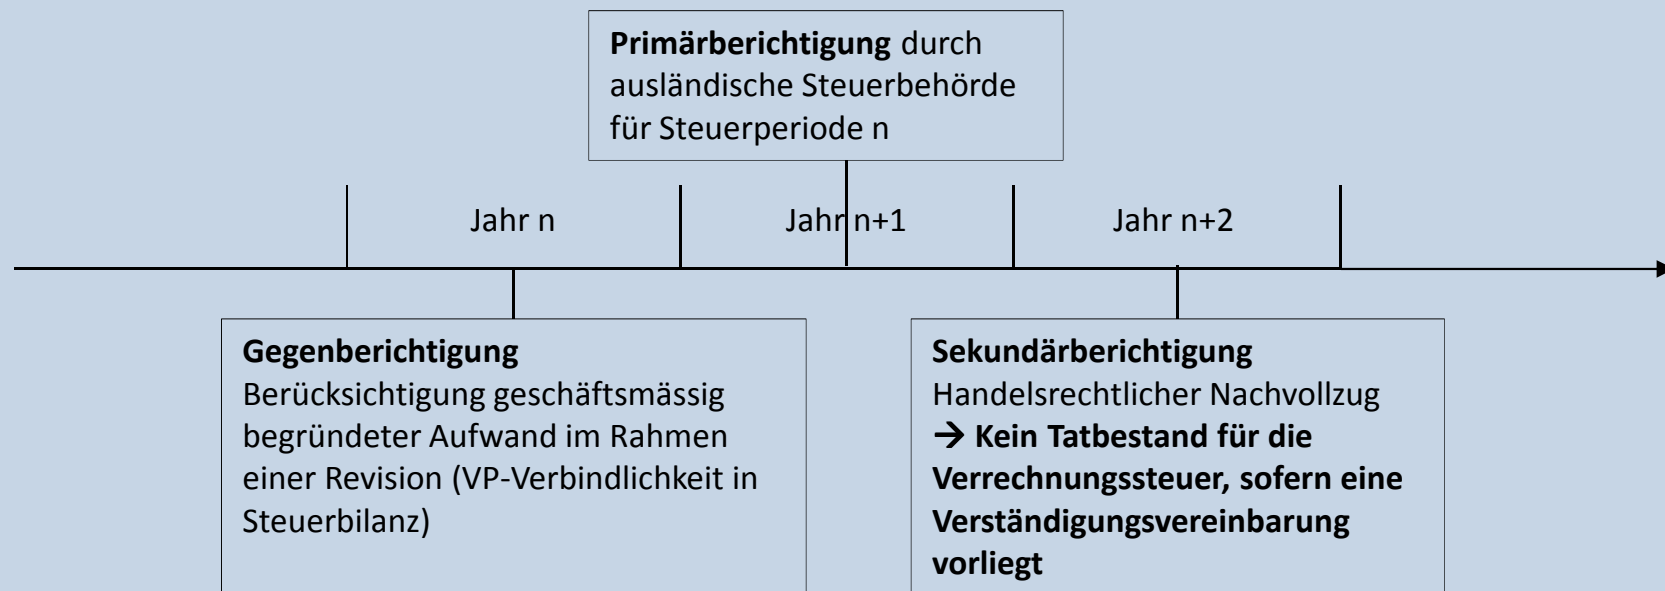 Primärberichtigung durch
ausländische Steuerbehörde
für Steuerperiode n
Jahr n
Jahr n+1
Jahr n+2
Gegenberichtigung
Berücksichtigung geschäftsmässig
begründeter Aufwand im Rahmen
einer Revision (VP-Verbindlichkeit in
Steuerbilanz)
Sekundärberichtigung
Handelsrechtlicher Nachvollzug
→ Kein Tatbestand für die
Verrechnungssteuer, sofern eine
Verständigungsvereinbarung
vorliegt